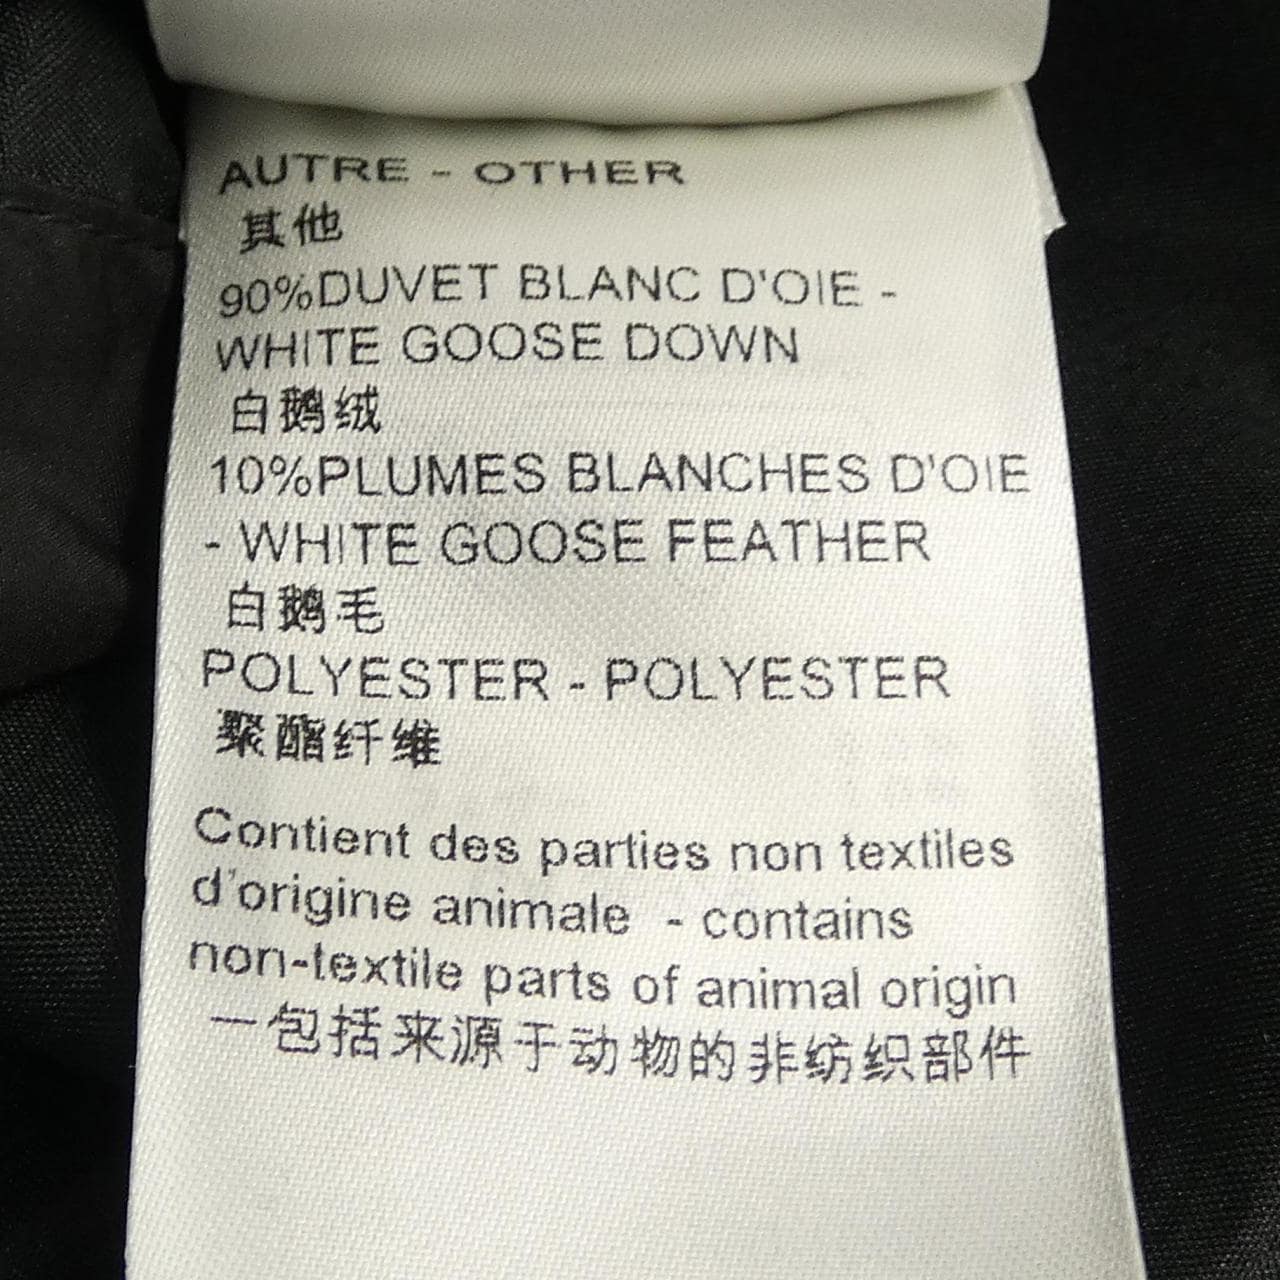 AUTRE - OTHER
其他
90%DUVET BLANC D'OIE -
WHITE GOOSE DOWN
白鹅绒
10%PLUMES BLANCHES D'OIE
- WHITE GOOSE FEATHER
白鹅毛
POLYESTER - POLYESTER
聚酯纤维
Contient des parties non textiles
d'origine animale - contains
non-textile parts of animal origin
一包括来源于动物的非纺织部件